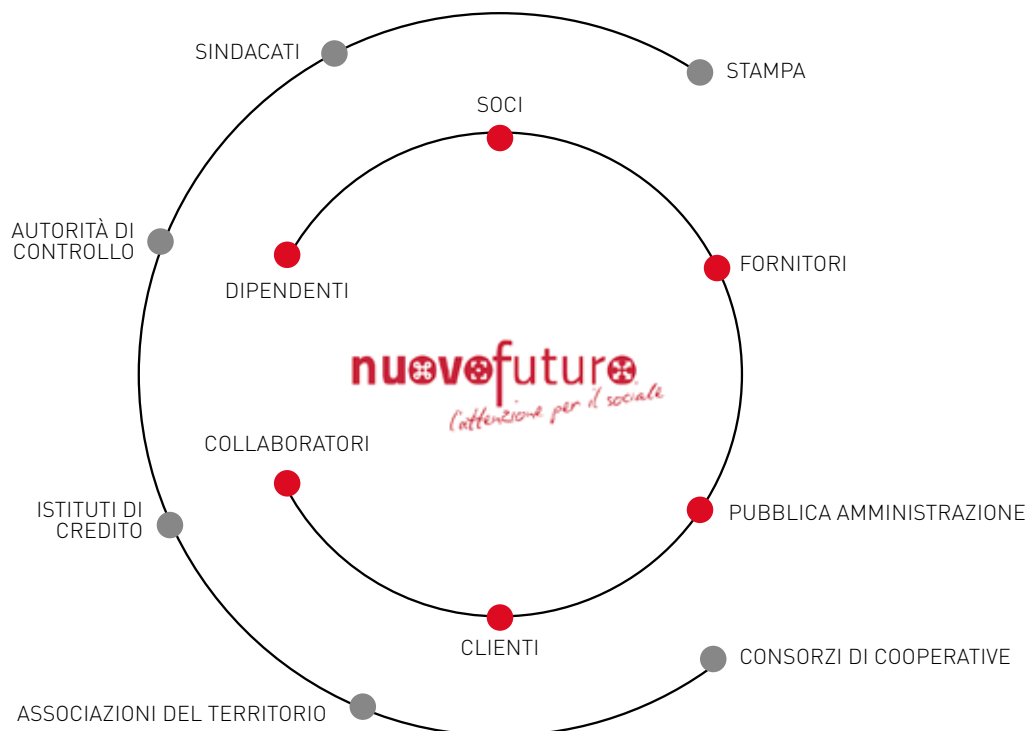 SINDACATI
STAMPA
SOCI
AUTORITÀ DI
CONTROLLO
FORNITORI
DIPENDENTI
nuovofuturo
l'attenzione per il sociale
COLLABORATORI
ISTITUTI DI
CREDITO
PUBBLICA AMMINISTRAZIONE
CLIENTI
CONSORZI DI COOPERATIVE
ASSOCIAZIONI DEL TERRITORIO